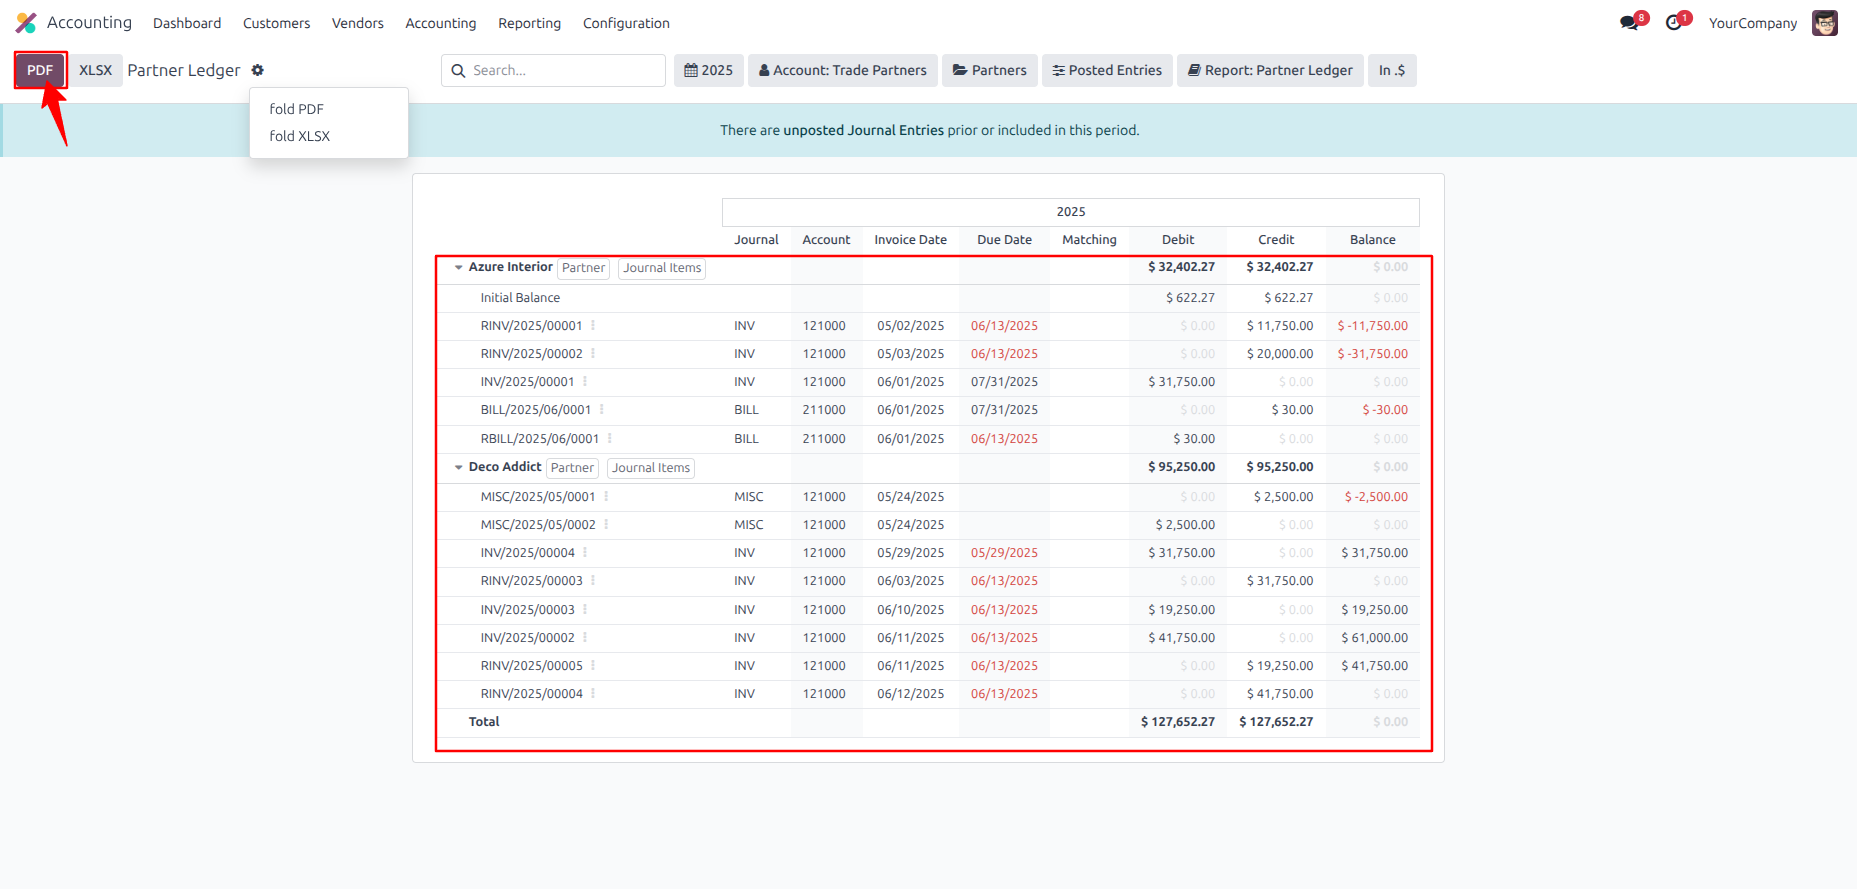 Accounting Dashboard Customers Vendors Accounting Reporting Configuration 8 1 YourCompany
PDF XLSX Partner Ledger Search... 2025 Account: Trade Partners Partners Posted Entries Report: Partner Ledger In .$
fold PDF
fold XLSX
There are unposted Journal Entries prior or included in this period.
2025
Journal Account Invoice Date Due Date Matching Debit Credit Balance
Azure Interior Partner Journal Items $ 32,402.27 $ 32,402.27 $ 0.00
Initial Balance $ 622.27 $ 622.27 $ 0.00
RINV/2025/00001 INV 121000 05/02/2025 06/13/2025 $ 0.00 $ 11,750.00 $ -11,750.00
RINV/2025/00002 INV 121000 05/03/2025 06/13/2025 $ 0.00 $ 20,000.00 $ -31,750.00
INV/2025/00001 INV 121000 06/01/2025 07/31/2025 $ 31,750.00 $ 0.00 $ 0.00
BILL/2025/06/0001 BILL 211000 06/01/2025 07/31/2025 $ 0.00 $ 30.00 $ -30.00
RBILL/2025/06/0001 BILL 211000 06/01/2025 06/13/2025 $ 30.00 $ 0.00 $ 0.00
Deco Addict Partner Journal Items $ 95,250.00 $ 95,250.00 $ 0.00
MISC/2025/05/0001 MISC 121000 05/24/2025 $ 0.00 $ 2,500.00 $ -2,500.00
MISC/2025/05/0002 MISC 121000 05/24/2025 $ 2,500.00 $ 0.00 $ 0.00
INV/2025/00004 INV 121000 05/29/2025 05/29/2025 $ 31,750.00 $ 0.00 $ 31,750.00
RINV/2025/00003 INV 121000 06/03/2025 06/13/2025 $ 0.00 $ 31,750.00 $ 0.00
INV/2025/00003 INV 121000 06/10/2025 06/13/2025 $ 19,250.00 $ 0.00 $ 19,250.00
INV/2025/00002 INV 121000 06/11/2025 06/13/2025 $ 41,750.00 $ 0.00 $ 61,000.00
RINV/2025/00005 INV 121000 06/11/2025 06/13/2025 $ 0.00 $ 19,250.00 $ 41,750.00
RINV/2025/00004 INV 121000 06/12/2025 06/13/2025 $ 0.00 $ 41,750.00 $ 0.00
Total $ 127,652.27 $ 127,652.27 $ 0.00